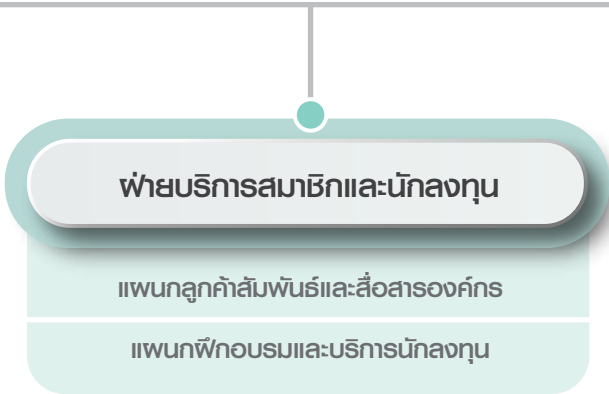 ฝ่ายบริการสมาชิกและนักลงทุน
แผนกลูกค้าสัมพันธ์และสื่อสารองค์กร
แผนกฝึกอบรมและบริการนักลงทุน